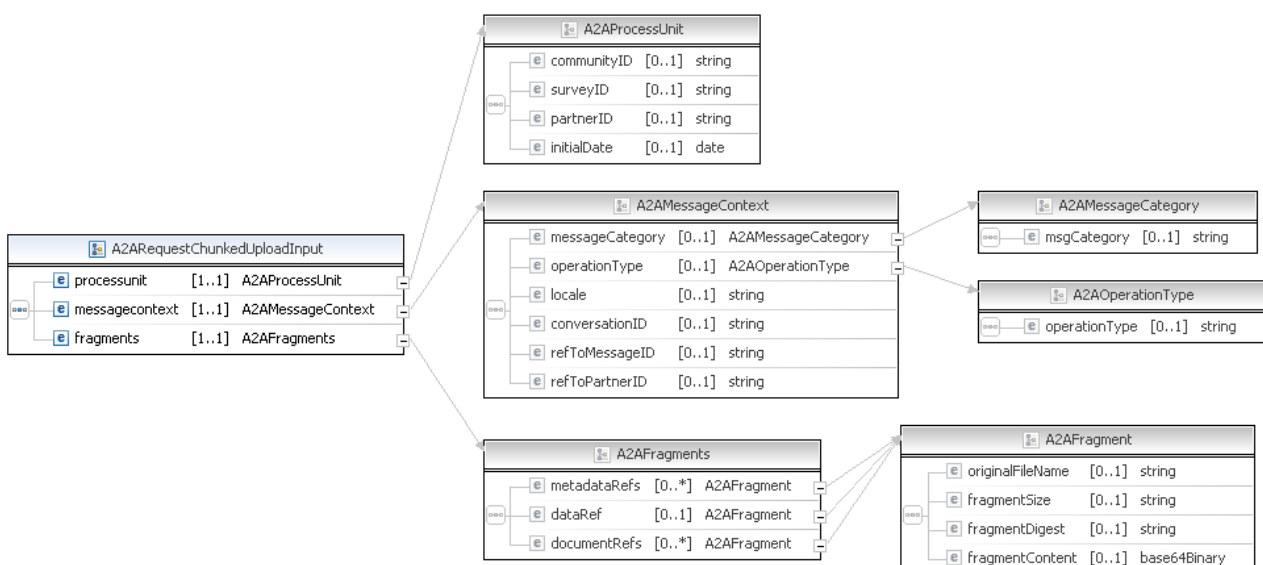 A2AProcessUnit
e communityID [0..1] string
e surveyID [0..1] string
e partnerID [0..1] string
e initialDate [0..1] date
A2ARequestChunkedUploadInput
e processunit [1..1] A2AProcessUnit
e messagecontext [1..1] A2AMessageContext
e fragments [1..1] A2AFragments
A2AMessageContext
e messageCategory [0..1] A2AMessageCategory
e operationType [0..1] A2AOperationType
e locale [0..1] string
e conversationID [0..1] string
e refToMessageID [0..1] string
e refToPartnerID [0..1] string
A2AMessageCategory
e msgCategory [0..1] string
A2AOperationType
e operationType [0..1] string
A2AFragments
e metadataRefs [0..*] A2AFragment
e dataRef [0..1] A2AFragment
e documentRefs [0..*] A2AFragment
A2AFragment
e originalFileName [0..1] string
e fragmentSize [0..1] string
e fragmentDigest [0..1] string
e fragmentContent [0..1] base64Binary